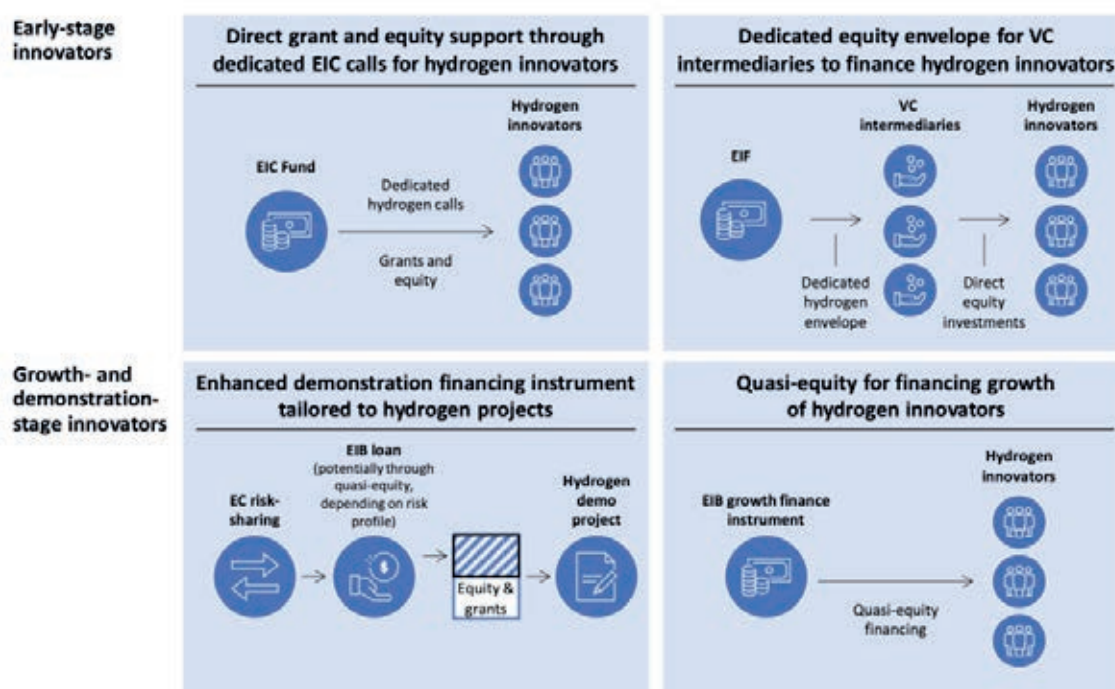 Early-stage
innovators
Direct grant and equity support through
dedicated EIC calls for hydrogen innovators
Hydrogen
innovators
EIC Fund
Dedicated
hydrogen calls
Grants and
equity
Dedicated equity envelope for VC
intermediaries to finance hydrogen innovators
VC
intermediaries
Hydrogen
innovators
EIF
Dedicated
hydrogen
envelope
Direct
equity
investments
Growth- and
demonstration-
stage innovators
Enhanced demonstration financing instrument
tailored to hydrogen projects
EIB loan
(potentially through
quasi-equity,
depending on risk
profile)
EC risk-
sharing
Hydrogen
demo
project
$
Equity &
grants
Quasi-equity for financing growth
of hydrogen innovators
Hydrogen
innovators
EIB growth finance
instrument
Quasi-equity
financing